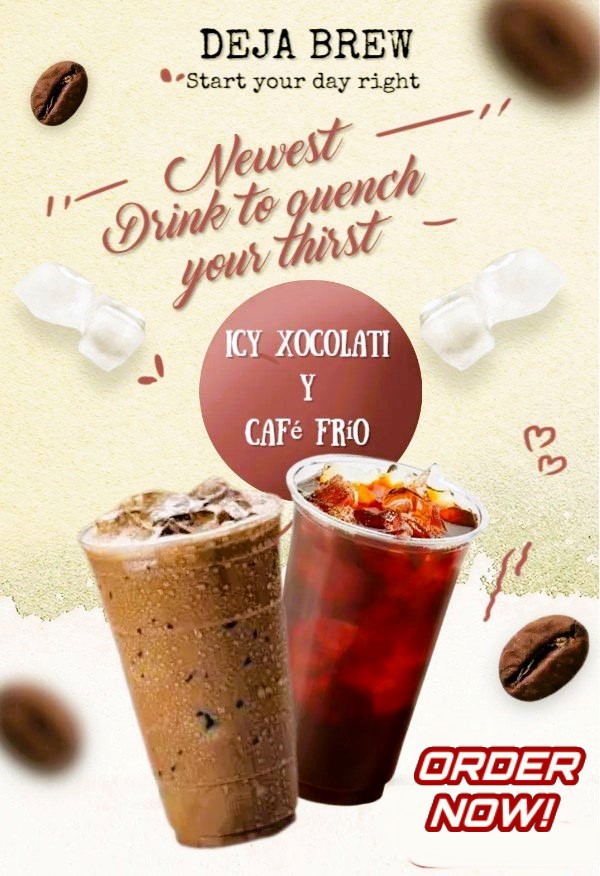 DEJA BREW
Start your day right
Newest
Drink to quench
your thirst
ICY XOCOLATI
Y
CAFé FRíO
ORDER
NOW!